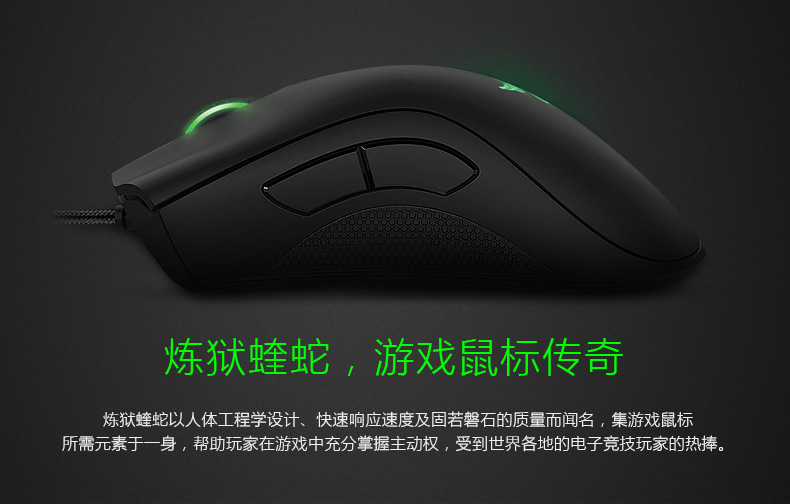 炼狱蝰蛇，游戏鼠标传奇
炼狱蝰蛇以人体工程学设计、快速响应速度及固若磐石的质量而闻名，集游戏鼠标
所需元素于一身，帮助玩家在游戏中充分掌握主动权，受到世界各地的电子竞技玩家的热捧。